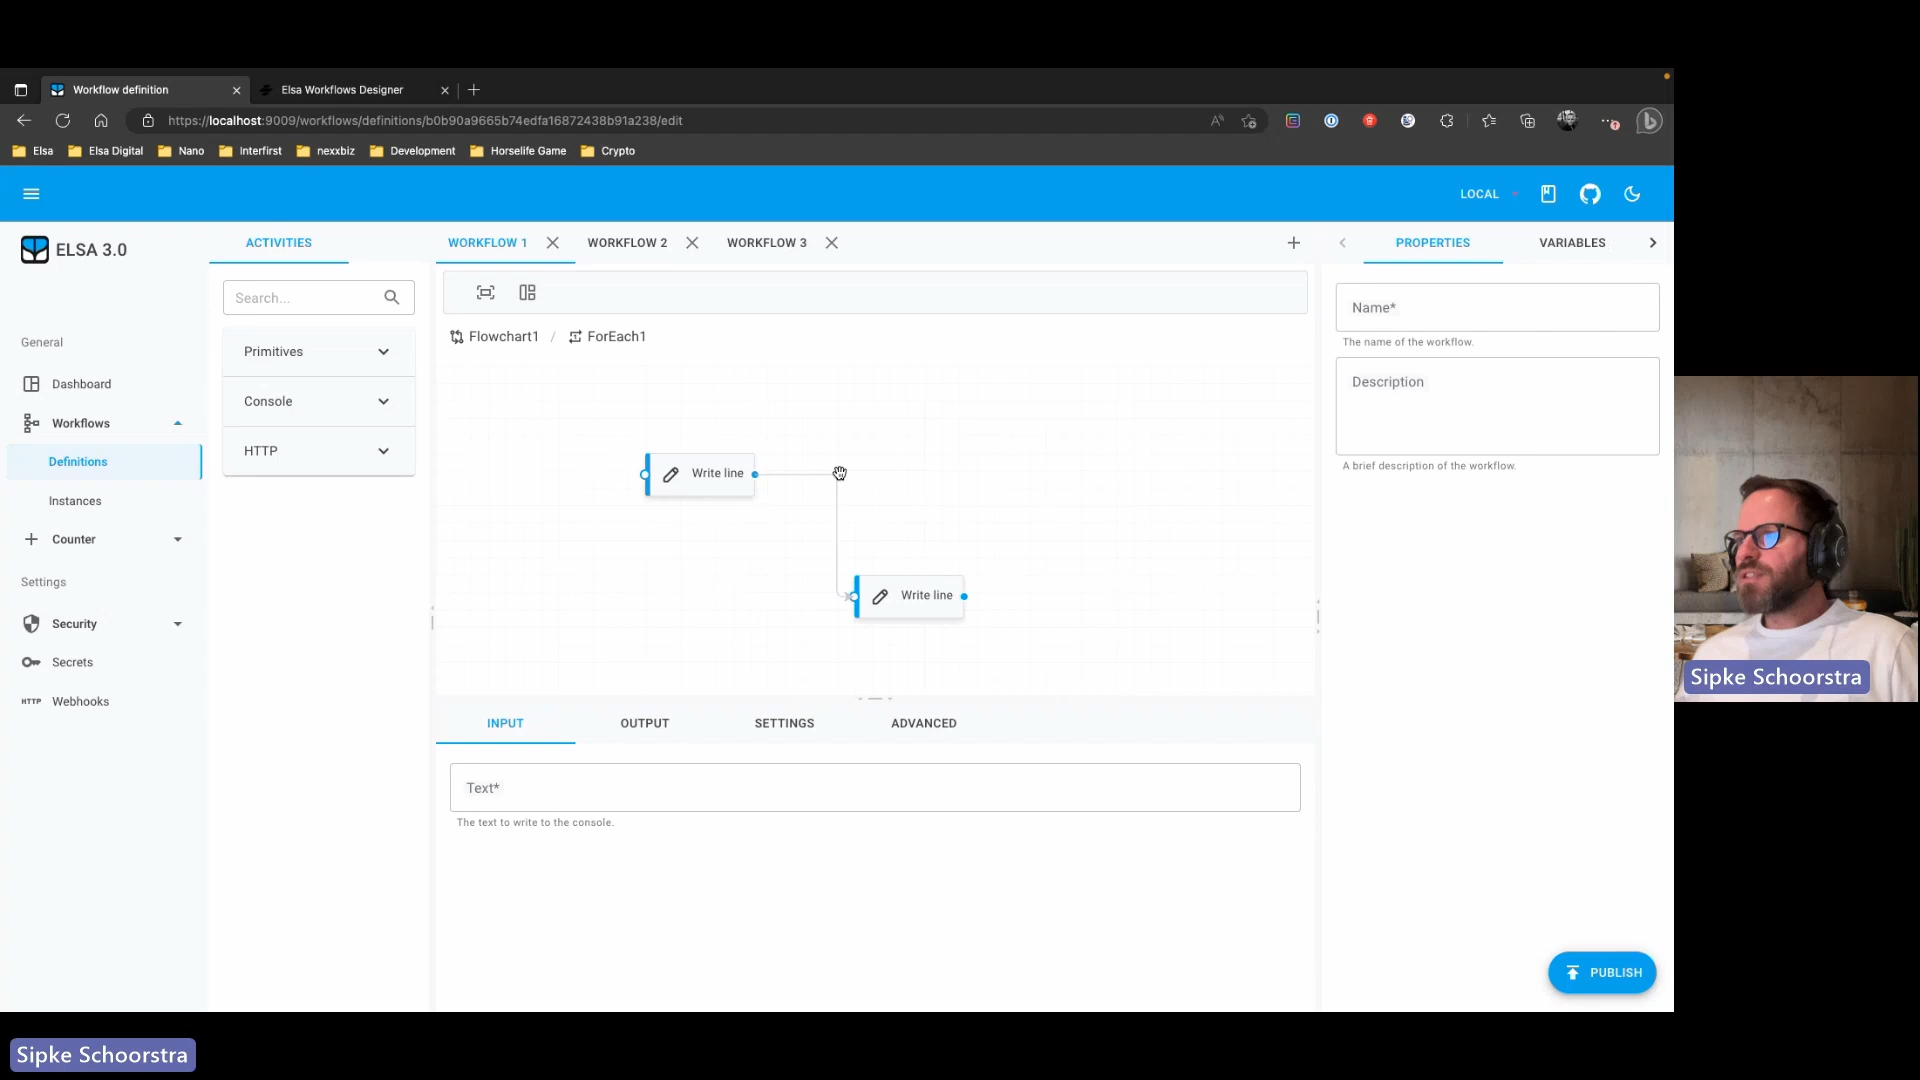 Workflow definition
Elsa Workflows Designer
https://localhost:9009/workflows/definitions/b0b90a9665b74edfa16872438b91a238/edit
Elsa
Elsa Digital
Nano
Interfirst
nexxbiz
Development
Horselife Game
Crypto
LOCAL
ELSA 3.0
ACTIVITIES
WORKFLOW 1
WORKFLOW 2
WORKFLOW 3
PROPERTIES
VARIABLES
Search...
Name*
The name of the workflow.
Flowchart1 / ForEach1
General
Primitives
Description
Dashboard
Console
Workflows
HTTP
Definitions
A brief description of the workflow.
Write line
Instances
Counter
Settings
Write line
Security
Secrets
HTTP Webhooks
Sipke Schoorstra
INPUT
OUTPUT
SETTINGS
ADVANCED
Text*
The text to write to the console.
PUBLISH
Sipke Schoorstra